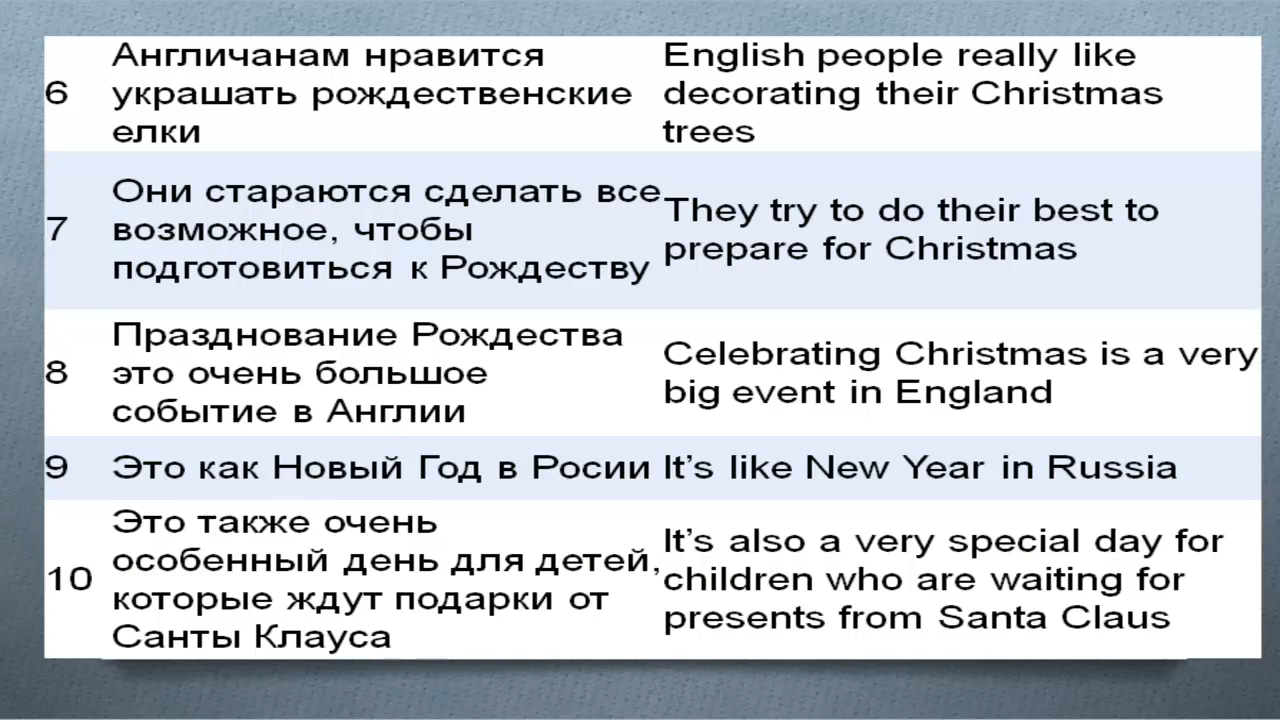 6
Англичанам нравится
украшать рождественские
елки
English people really like
decorating their Christmas
trees
7
Они стараются сделать все
возможное, чтобы
подготовиться к Рождеству
They try to do their best to
prepare for Christmas
8
Празднование Рождества
это очень большое
событие в Англии
Celebrating Christmas is a very
big event in England
9
Это как Новый Год в Росии
It’s like New Year in Russia
10
Это также очень
особенный день для детей,
которые ждут подарки от
Санты Клауса
It’s also a very special day for
children who are waiting for
presents from Santa Claus